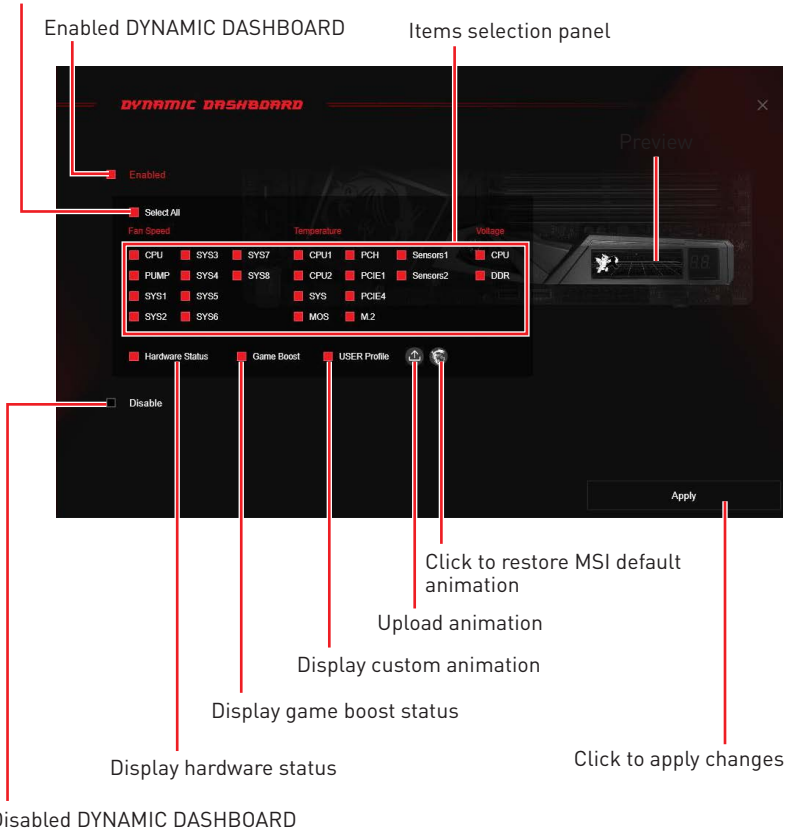 Enabled DYNAMIC DASHBOARD
Items selection panel
DYNAMIC DASHBOARD
Preview
Enabled
Select All
Fan Speed Temperature Voltage
CPU SYS3 SYS7 CPU1 PCH Sensors1 CPU
PUMP SYS4 SYS8 CPU2 PCIE1 Sensors2 DDR
SYS1 SYS5 SYS PCIE4
SYS2 SYS6 MOS M.2
Hardware Status Game Boost USER Profile
Disable
Apply
Click to restore MSI default
animation
Upload animation
Display custom animation
Display game boost status
Click to apply changes
Display hardware status
Disabled DYNAMIC DASHBOARD